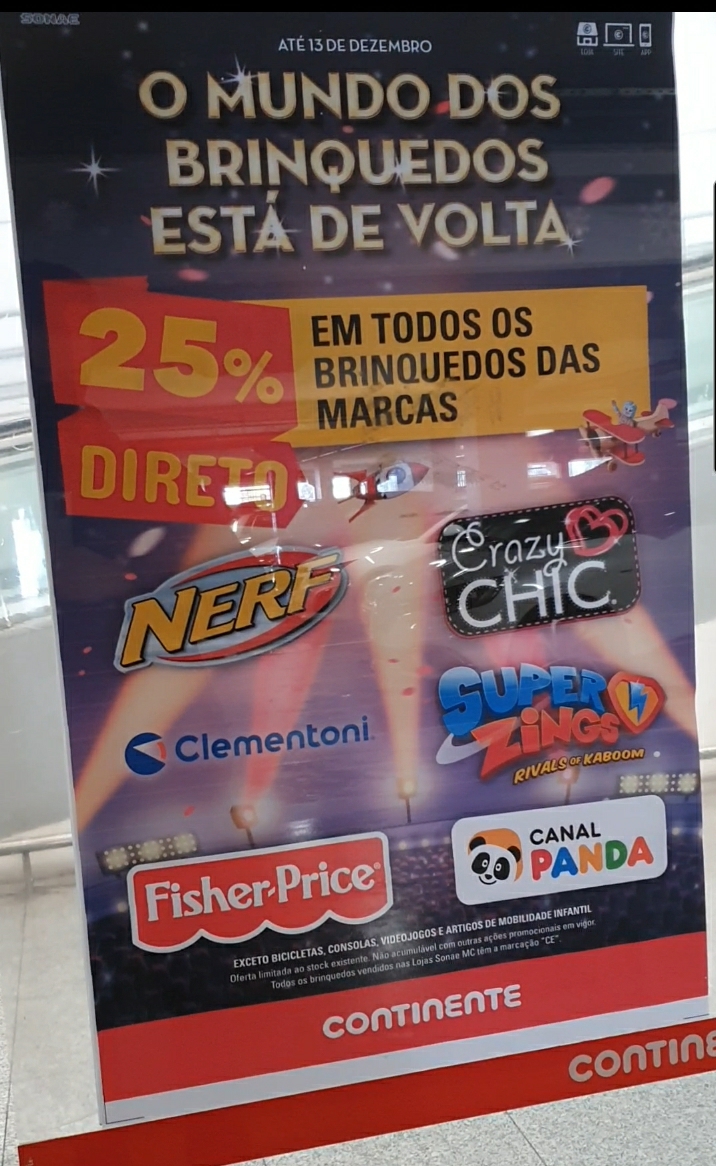 SONAE
ATÉ 13 DE DEZEMBRO
LOJA SITE APP
O MUNDO DOS
BRINQUEDOS
ESTÁ DE VOLTA
25%
DIRETO
EM TODOS OS
BRINQUEDOS DAS
MARCAS
NERF
Crazy
CHIC
Clementoni
SUPER
ZINGS
RIVALS OF KABOOM
Fisher-Price
CANAL
PANDA
EXCETO BICICLETAS, CONSOLAS, VIDEOJOGOS E ARTIGOS DE MOBILIDADE INFANTIL
Oferta limitada ao stock existente. Não acumulável com outras ações promocionais em vigor.
Todos os brinquedos vendidos nas Lojas Sonae MC têm a marcação "CE".
CONTINENTE
CONTINE